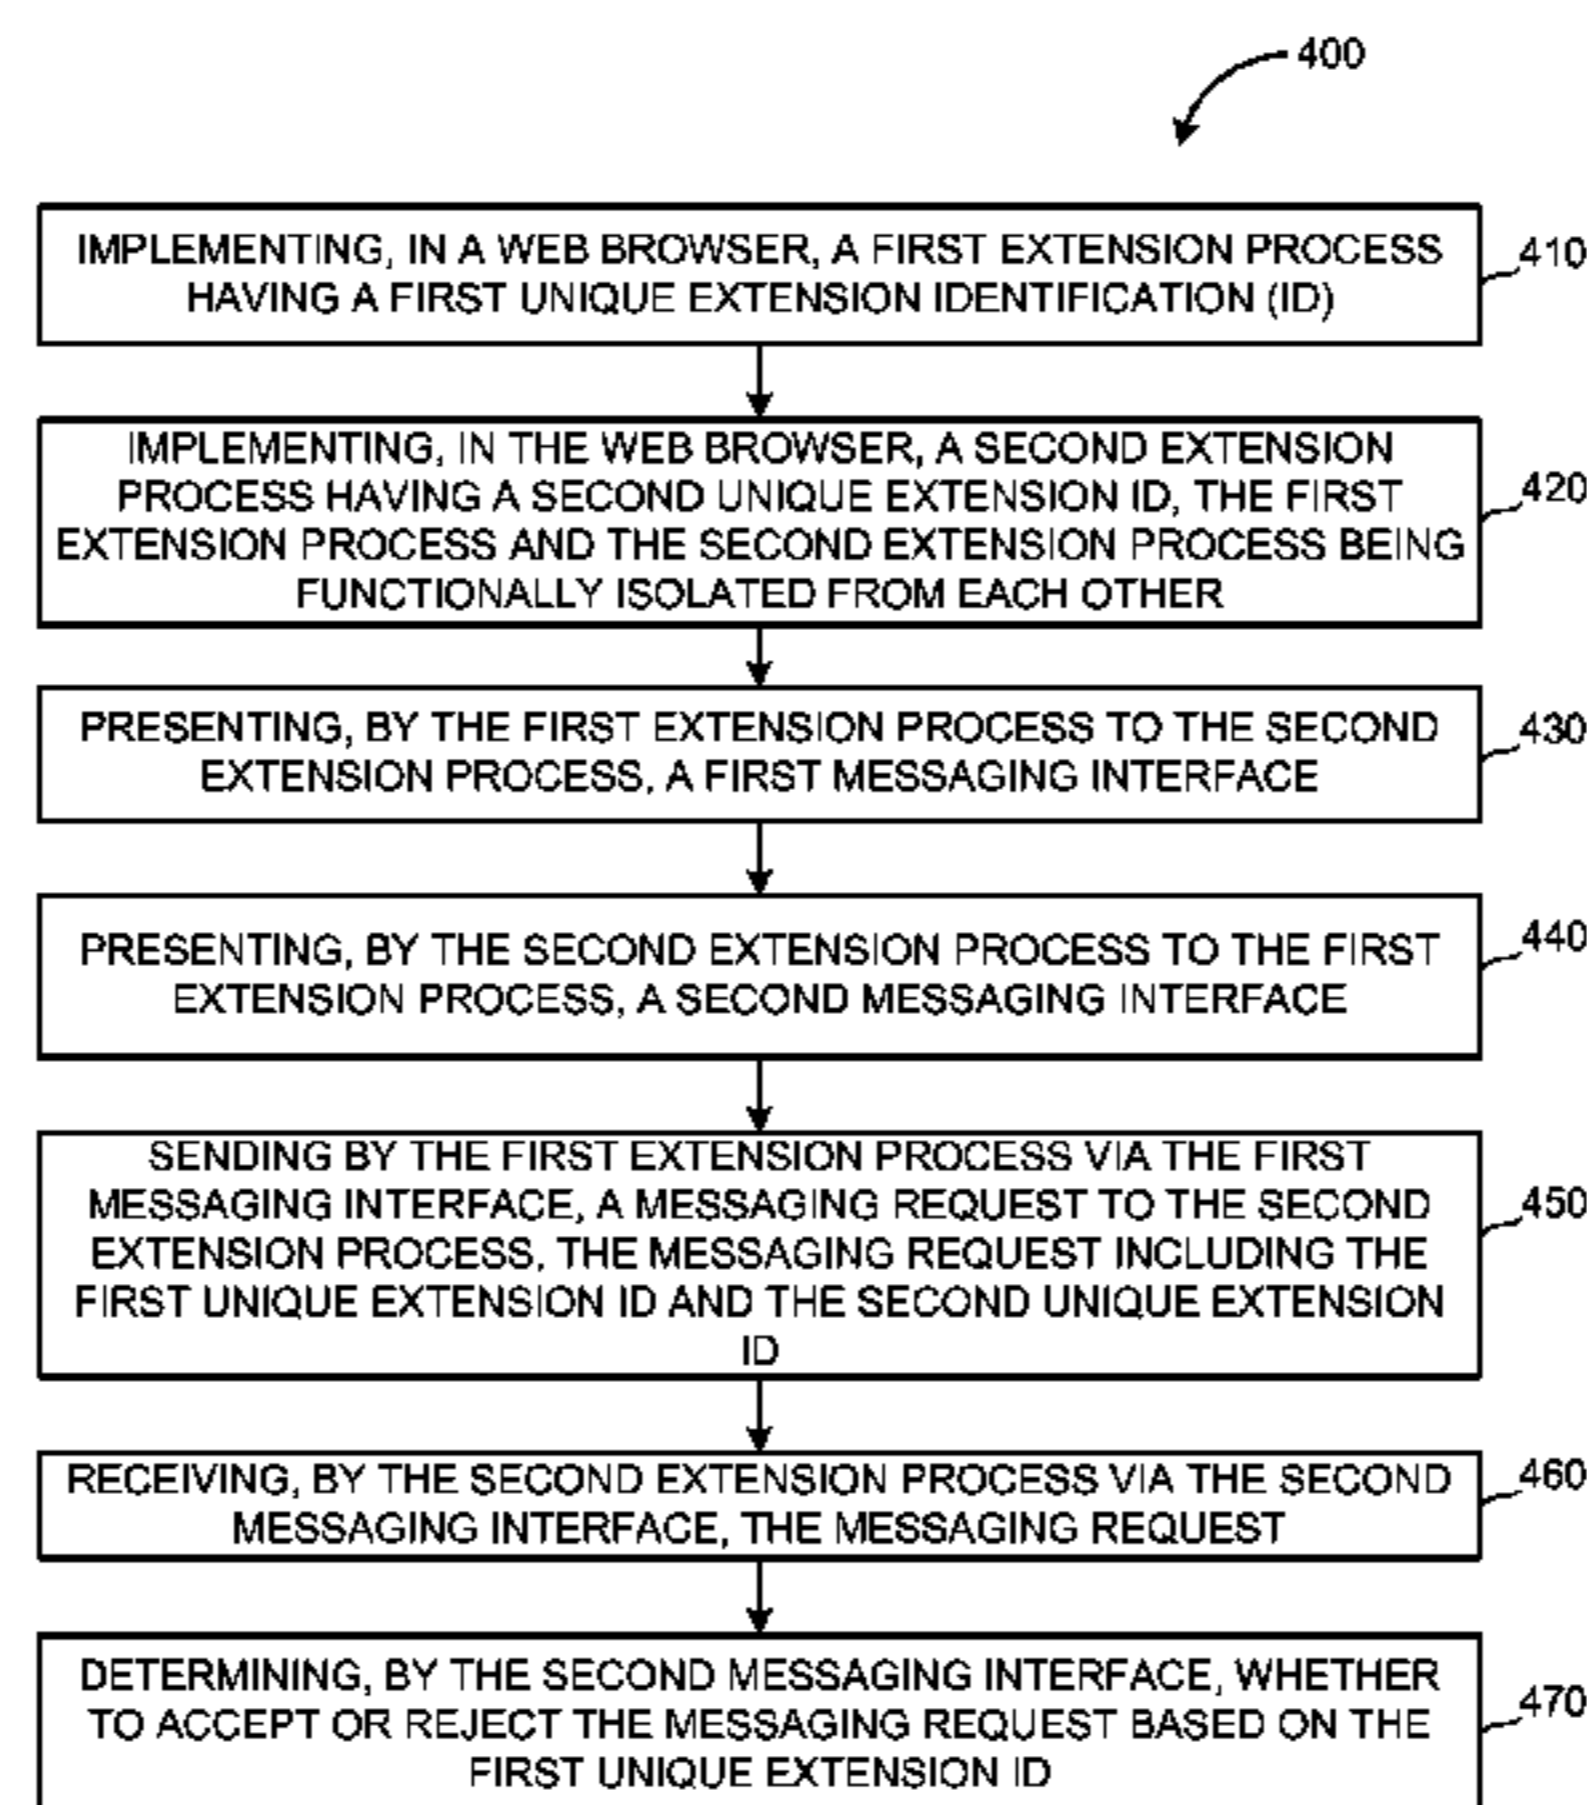 400
IMPLEMENTING, IN A WEB BROWSER, A FIRST EXTENSION PROCESS
HAVING A FIRST UNIQUE EXTENSION IDENTIFICATION (ID)
410
IMPLEMENTING, IN THE WEB BROWSER, A SECOND EXTENSION
PROCESS HAVING A SECOND UNIQUE EXTENSION ID, THE FIRST
EXTENSION PROCESS AND THE SECOND EXTENSION PROCESS BEING
FUNCTIONALLY ISOLATED FROM EACH OTHER
420
PRESENTING, BY THE FIRST EXTENSION PROCESS TO THE SECOND
EXTENSION PROCESS, A FIRST MESSAGING INTERFACE
430
PRESENTING, BY THE SECOND EXTENSION PROCESS TO THE FIRST
EXTENSION PROCESS, A SECOND MESSAGING INTERFACE
440
SENDING BY THE FIRST EXTENSION PROCESS VIA THE FIRST
MESSAGING INTERFACE, A MESSAGING REQUEST TO THE SECOND
EXTENSION PROCESS, THE MESSAGING REQUEST INCLUDING THE
FIRST UNIQUE EXTENSION ID AND THE SECOND UNIQUE EXTENSION
ID
450
RECEIVING, BY THE SECOND EXTENSION PROCESS VIA THE SECOND
MESSAGING INTERFACE, THE MESSAGING REQUEST
460
DETERMINING, BY THE SECOND MESSAGING INTERFACE, WHETHER
TO ACCEPT OR REJECT THE MESSAGING REQUEST BASED ON THE
FIRST UNIQUE EXTENSION ID
470